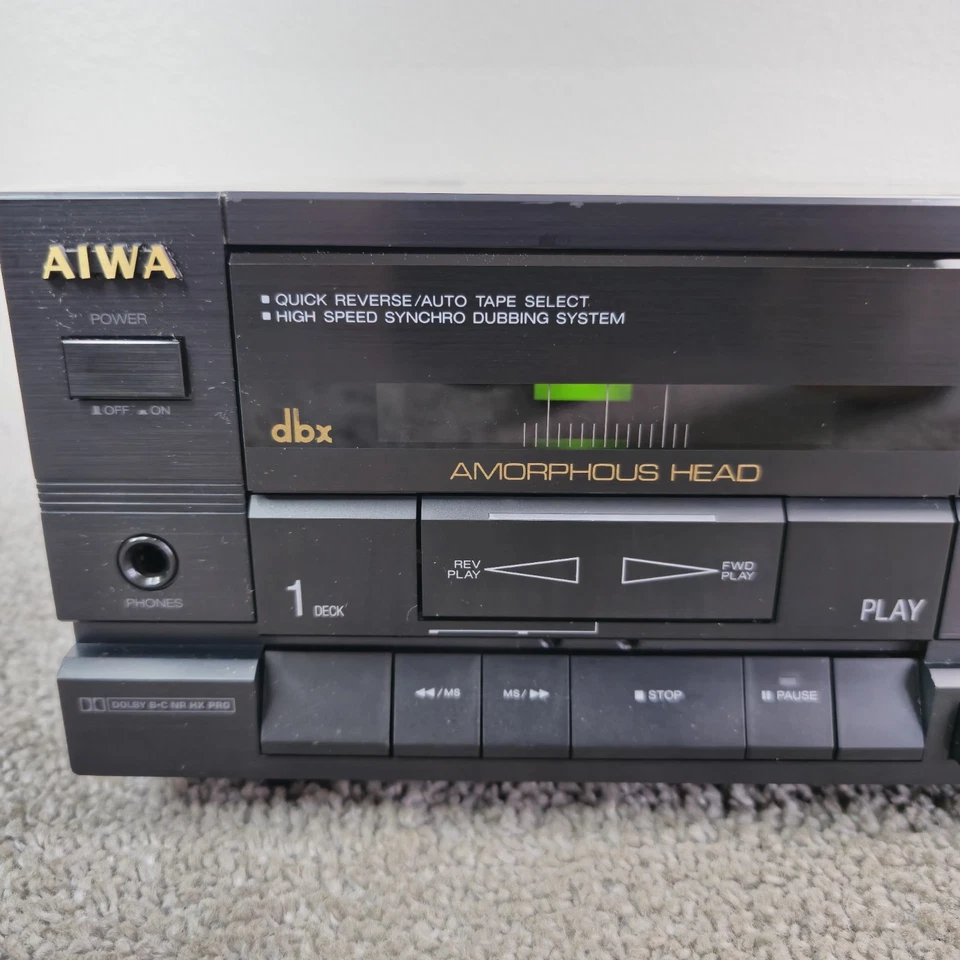 AIWA
POWER
OFF ON
QUICK REVERSE/AUTO TAPE SELECT
HIGH SPEED SYNCHRO DUBBING SYSTEM
dbx
AMORPHOUS HEAD
PHONES
1 DECK
REV PLAY
FWD PLAY
PLAY
DOLBY B•C NR HX PRO
◀◀/MS
MS/▶▶
■ STOP
PAUSE